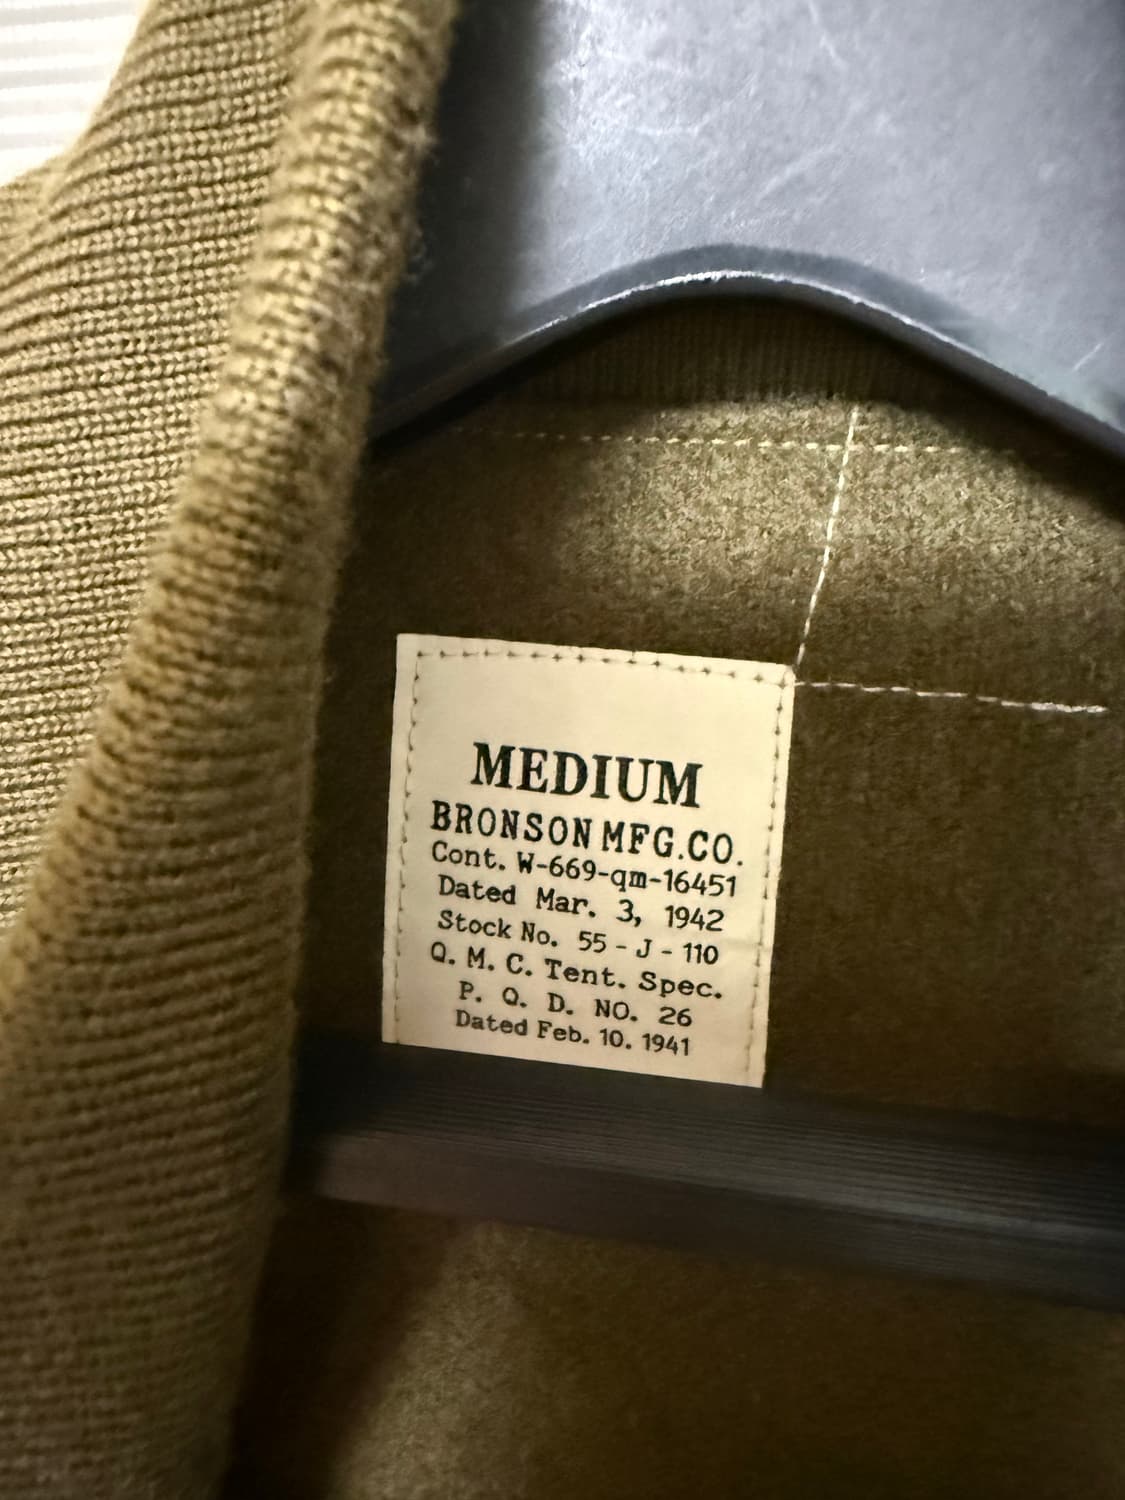 MEDIUM
BRONSON MFG.CO.
Cont. W-669-qm-16451
Dated Mar. 3, 1942
Stock No. 55 - J - 110
Q. M. C. Tent. Spec.
P. Q. D. NO. 26
Dated Feb. 10. 1941